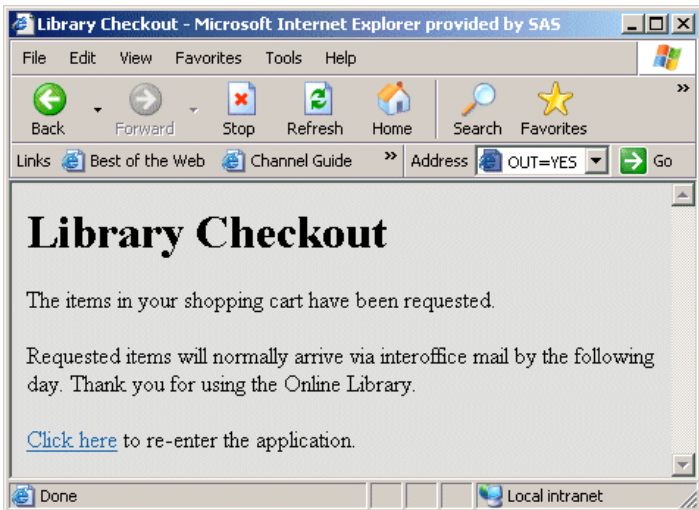 Library Checkout - Microsoft Internet Explorer provided by SAS
File Edit View Favorites Tools Help
Back Forward Stop Refresh Home Search Favorites »
Links Best of the Web Channel Guide » Address OUT=YES Go
Library Checkout
The items in your shopping cart have been requested.
Requested items will normally arrive via interoffice mail by the following
day. Thank you for using the Online Library.
Click here to re-enter the application.
Done Local intranet